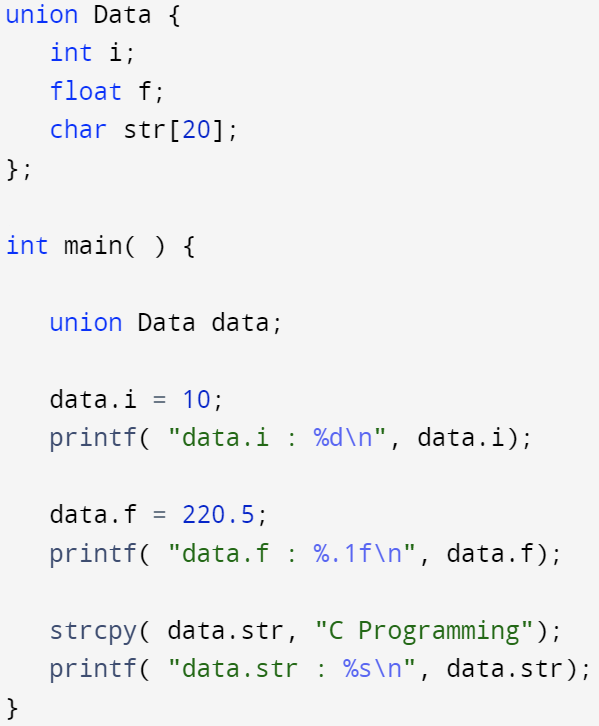 union Data {
   int i;
   float f;
   char str[20];
};

int main( ) {

   union Data data;

   data.i = 10;
   printf( "data.i : %d\n", data.i);

   data.f = 220.5;
   printf( "data.f : %.1f\n", data.f);

   strcpy( data.str, "C Programming");
   printf( "data.str : %s\n", data.str);
}